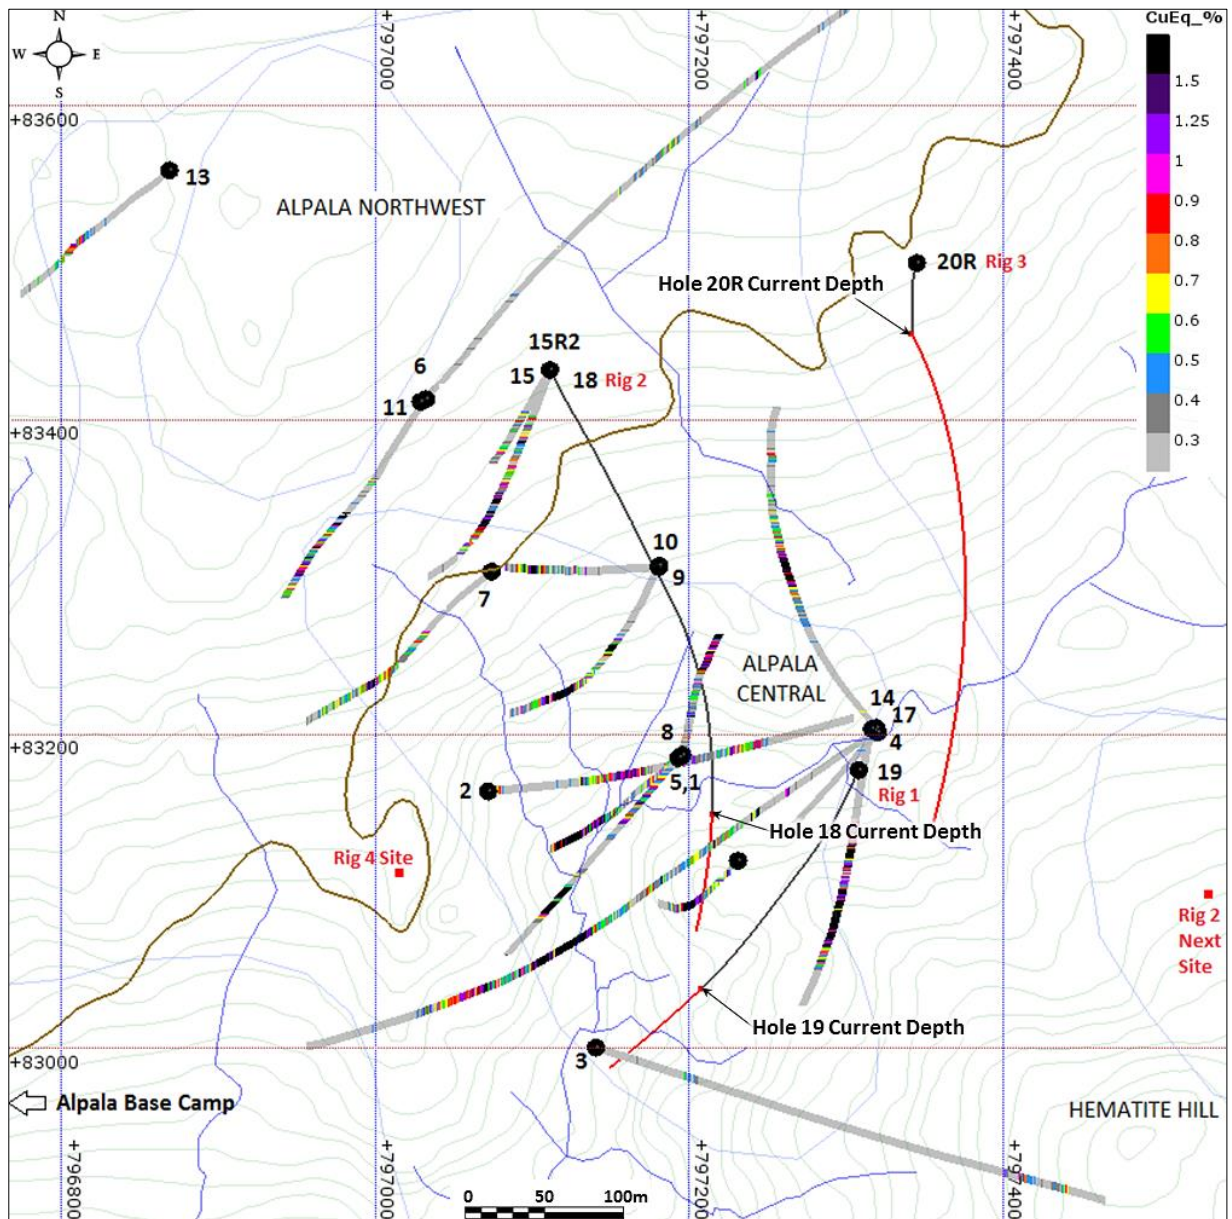 N
W E
S
+797000
+797200
+797400
CuEq_%
1.5
1.25
1
0.9
0.8
0.7
0.6
0.5
0.4
0.3
+83600
13
ALPALA NORTHWEST
20R Rig 3
Hole 20R Current Depth
15R2
6
15 18 Rig 2
11
+83400
10
9
7
ALPALA
CENTRAL
14
17
+83200
8
4
5,1
2
19
Rig 1
Hole 18 Current Depth
Rig 4 Site
Rig 2
Next
Site
Hole 19 Current Depth
+83000
3
Alpala Base Camp
HEMATITE HILL
+796800
+797000
+797200
+797400
0 50 100m